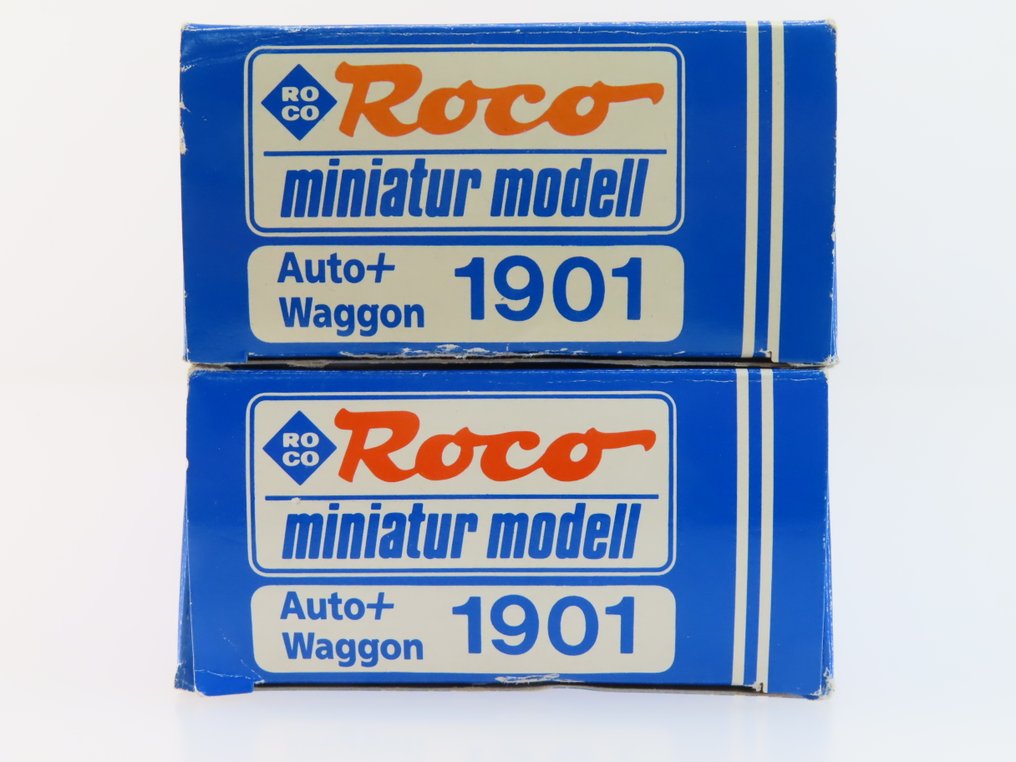 RO
CO
Roco
miniatur modell
Auto+
Waggon
1901
RO
CO
Roco
miniatur modell
Auto+
Waggon
1901